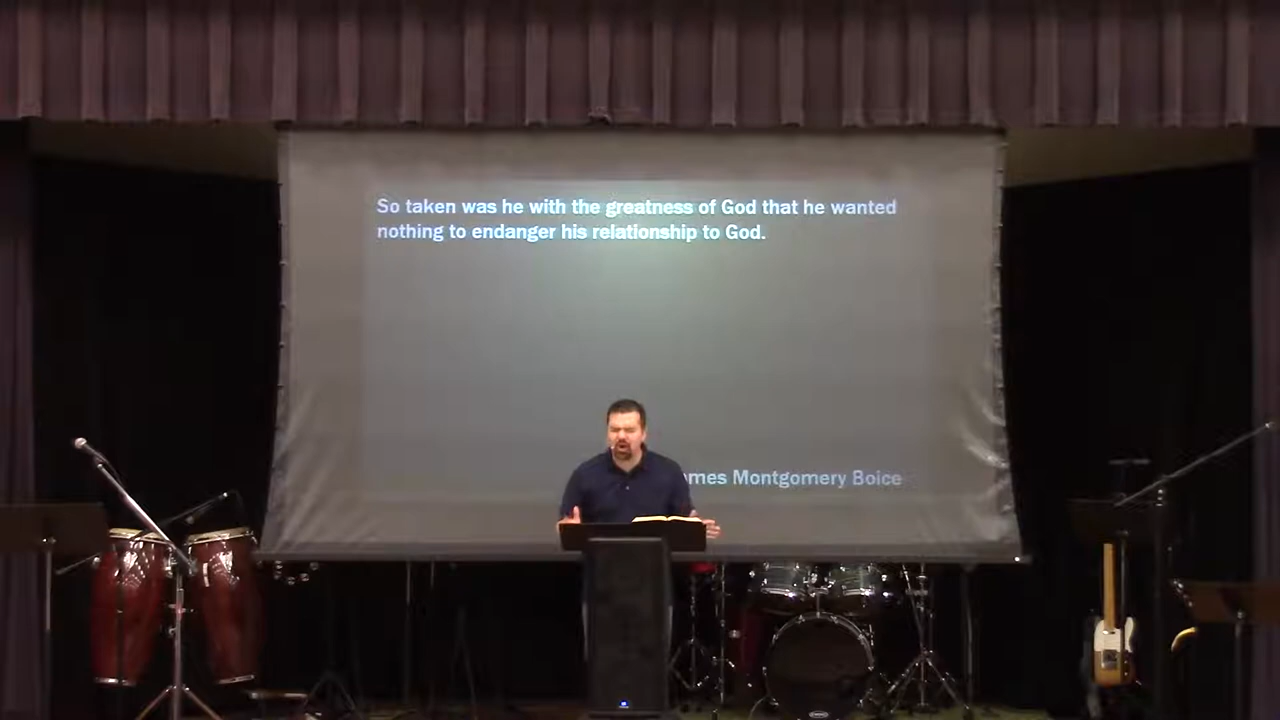 So taken was he with the greatness of God that he wanted
nothing to endanger his relationship to God.
Montgomery Boice